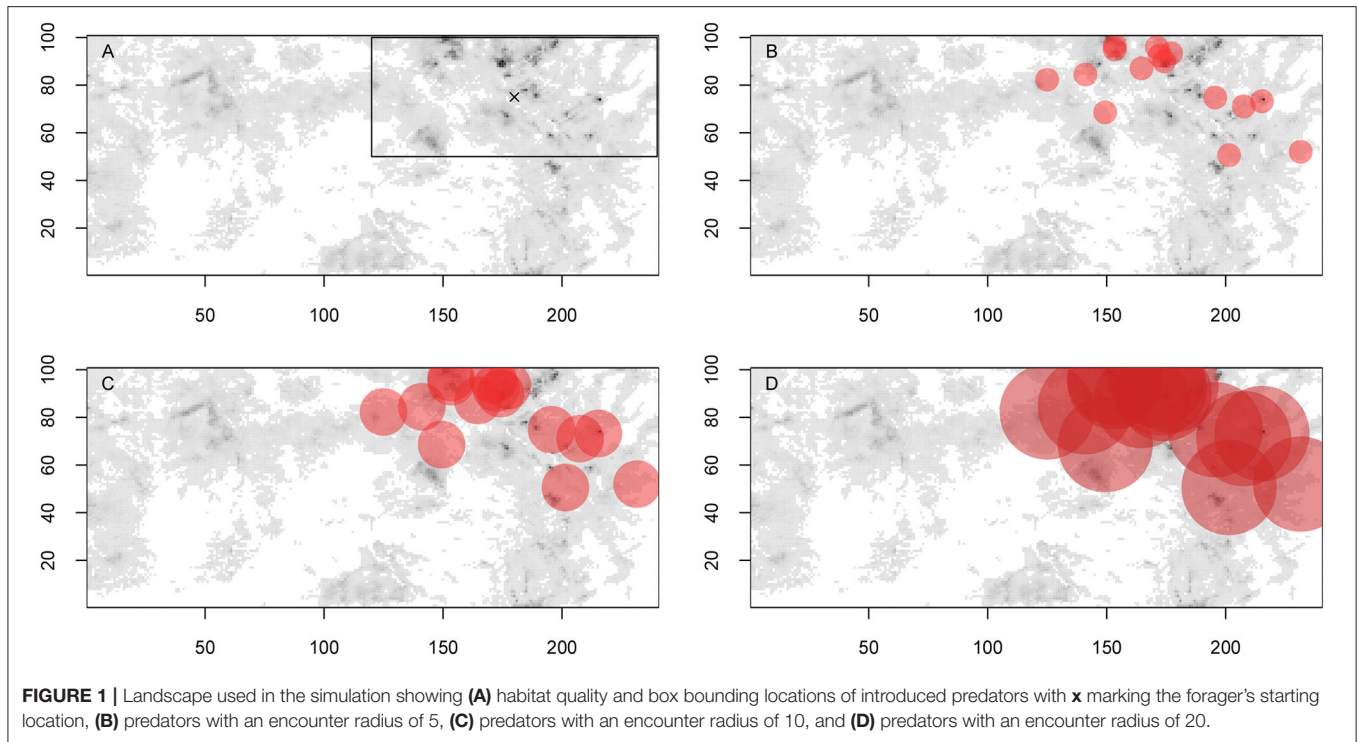 A
100
80
60
40
20
50 100 150 200
B
100
80
60
40
20
50 100 150 200
C
100
80
60
40
20
50 100 150 200
D
100
80
60
40
20
50 100 150 200
FIGURE 1 | Landscape used in the simulation showing (A) habitat quality and box bounding locations of introduced predators with x marking the forager's starting
location, (B) predators with an encounter radius of 5, (C) predators with an encounter radius of 10, and (D) predators with an encounter radius of 20.